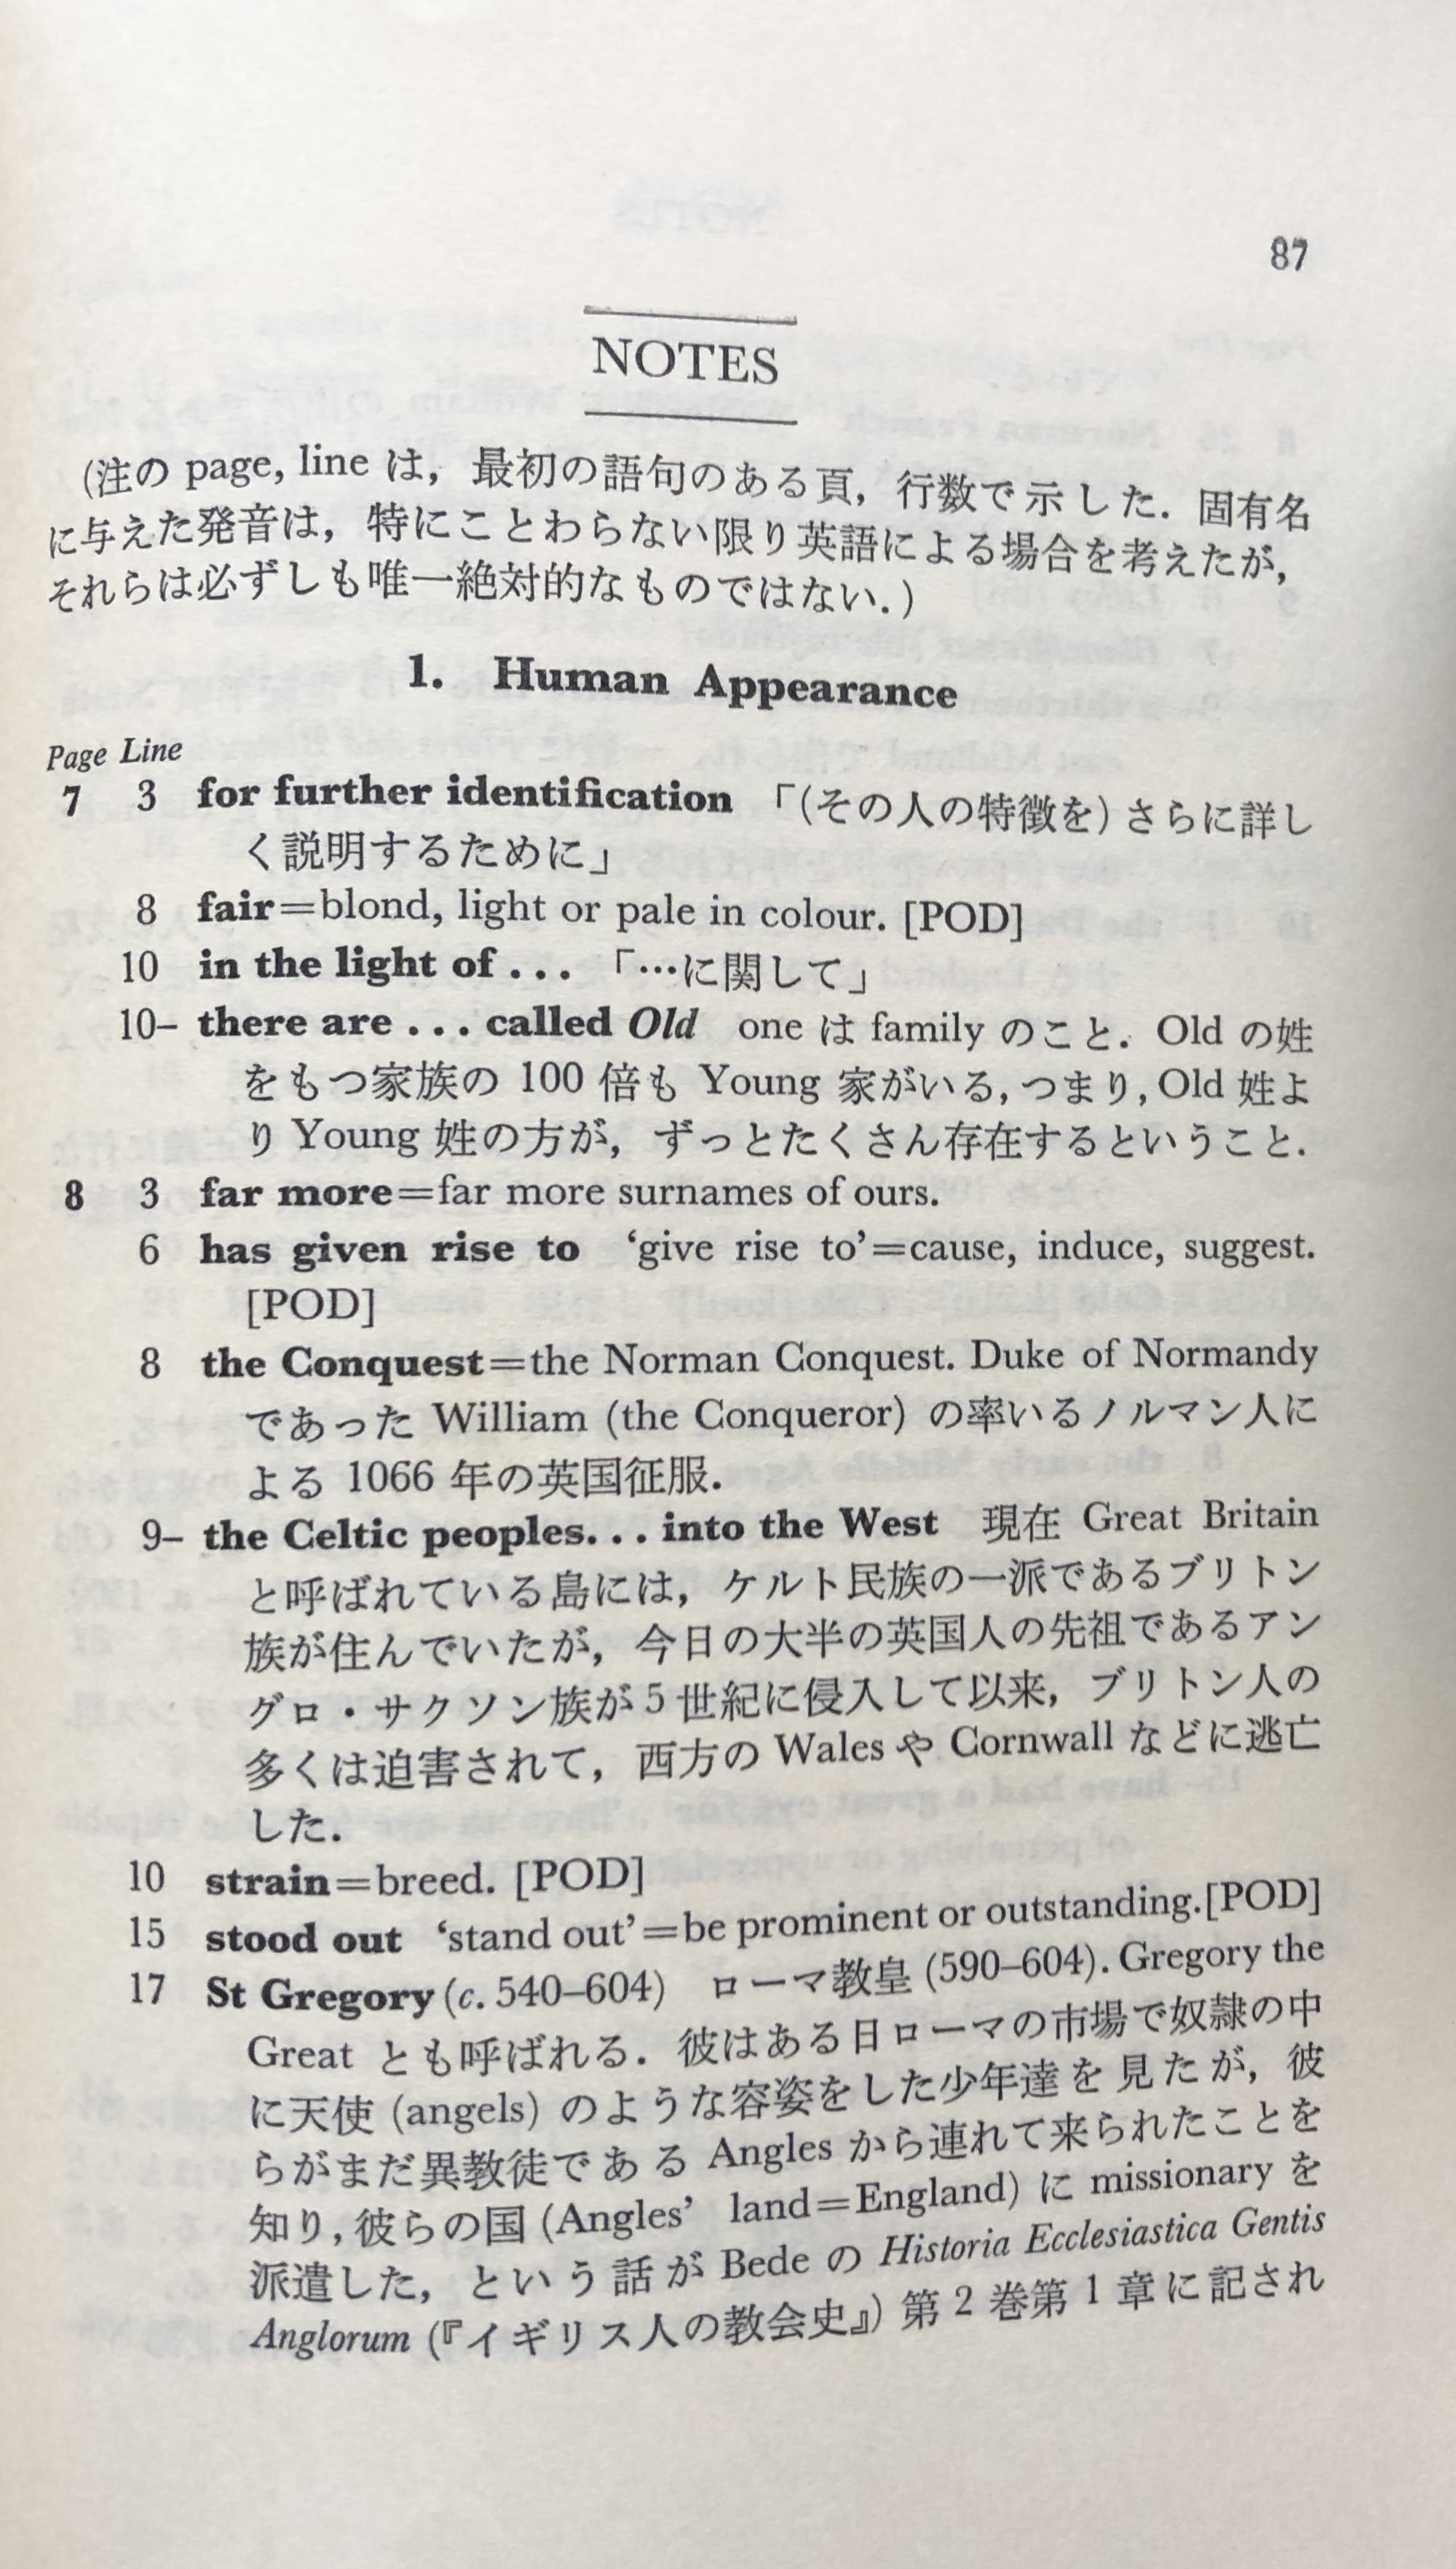 87
NOTES
(注の page, line は，最初の語句のある頁，行数で示した．固有名
に与えた発音は，特にことわらない限り英語による場合を考えたが，
それらは必ずしも唯一絶対的なものではない．)
1. Human Appearance
Page Line
7 3 for further identification 「(その人の特徴を) さらに詳し
く説明するために」
8 fair=blond, light or pale in colour. [POD]
10 in the light of . . . 「…に関して」
10– there are . . . called Old one は family のこと．Old の姓
をもつ家族の 100 倍も Young 家がいる，つまり，Old 姓よ
り Young 姓の方が，ずっとたくさん存在するということ．
8 3 far more=far more surnames of ours.
6 has given rise to ‘give rise to’=cause, induce, suggest.
[POD]
8 the Conquest=the Norman Conquest. Duke of Normandy
であった William (the Conqueror) の率いるノルマン人に
よる 1066 年の英国征服．
9– the Celtic peoples. . . into the West 現在 Great Britain
と呼ばれている島には，ケルト民族の一派であるブリトン
族が住んでいたが，今日の大半の英国人の先祖であるアン
グロ・サクソン族が 5 世紀に侵入して以来，ブリトン人の
多くは迫害されて，西方の Wales や Cornwall などに逃亡
した．
10 strain=breed. [POD]
15 stood out ‘stand out’=be prominent or outstanding.[POD]
17 St Gregory (c. 540–604) ローマ教皇 (590–604). Gregory the
Great とも呼ばれる．彼はある日ローマの市場で奴隷の中
に天使 (angels) のような容姿をした少年達を見たが，彼
らがまだ異教徒である Angles から連れて来られたことを
知り，彼らの国 (Angles’ land=England) に missionary を
派遣した，という話が Bede の Historia Ecclesiastica Gentis
Anglorum (『イギリス人の教会史』) 第 2 巻第 1 章に記され